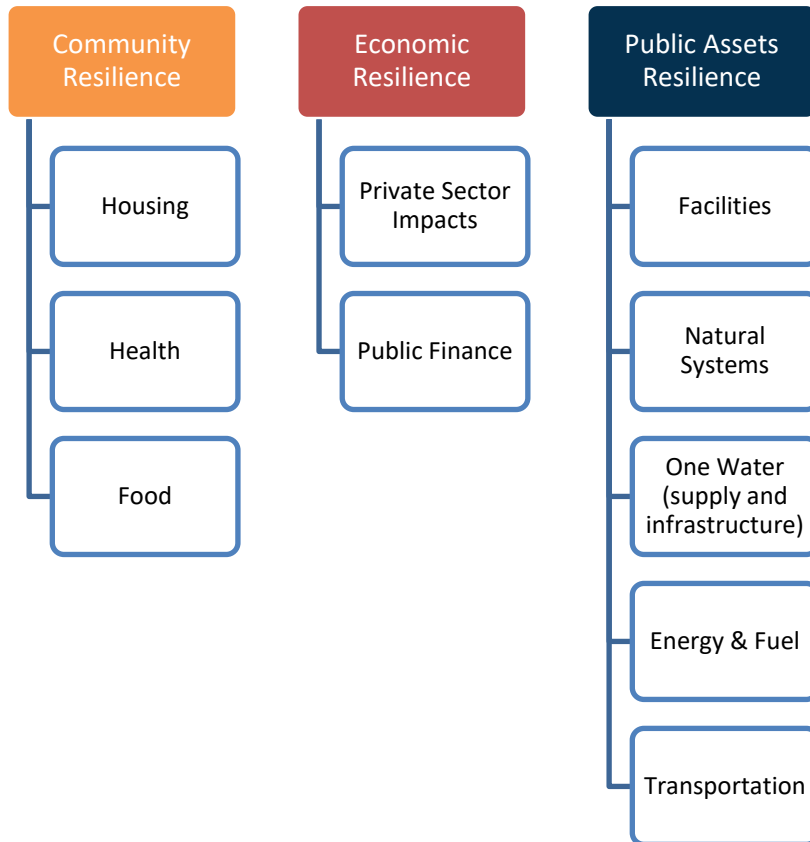 Community
Resilience
Housing
Health
Food
Economic
Resilience
Private Sector
Impacts
Public Finance
Public Assets
Resilience
Facilities
Natural
Systems
One Water
(supply and
infrastructure)
Energy & Fuel
Transportation